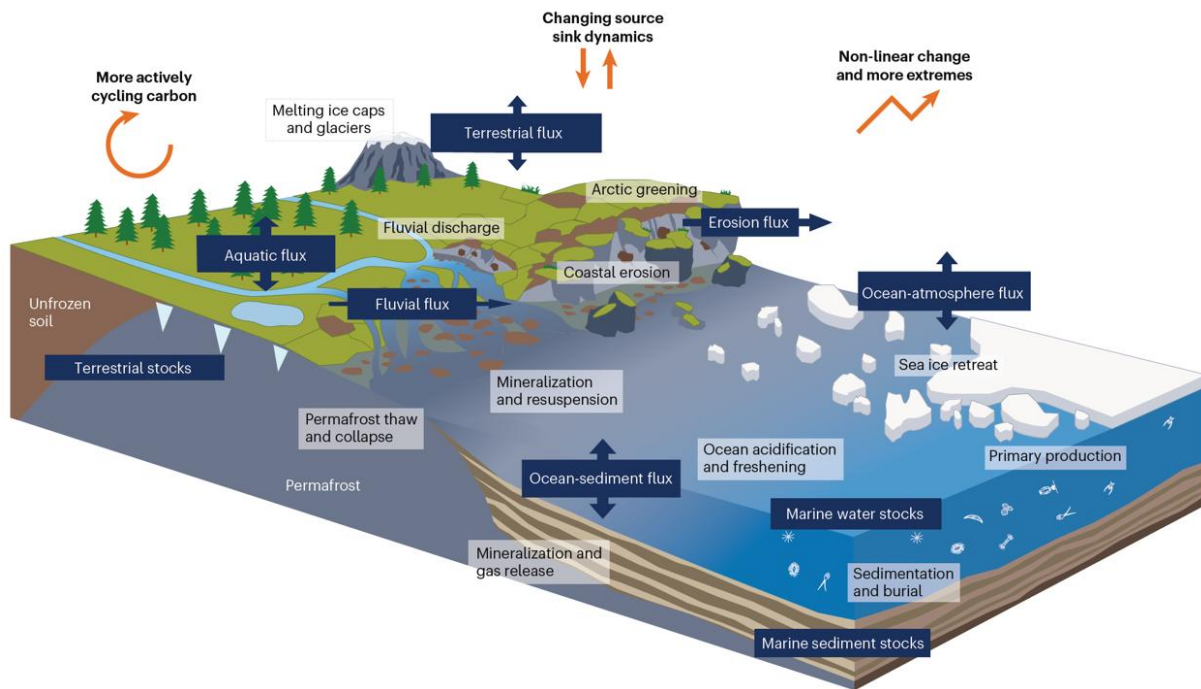 Changing source
sink dynamics
More actively
cycling carbon
Non-linear change
and more extremes
Melting ice caps
and glaciers
Terrestrial flux
Arctic greening
Erosion flux
Fluvial discharge
Aquatic flux
Coastal erosion
Ocean-atmosphere flux
Unfrozen
soil
Fluvial flux
Terrestrial stocks
Sea ice retreat
Mineralization
and resuspension
Permafrost thaw
and collapse
Ocean acidification
and freshening
Primary production
Ocean-sediment flux
Permafrost
Marine water stocks
Mineralization and
gas release
Sedimentation
and burial
Marine sediment stocks